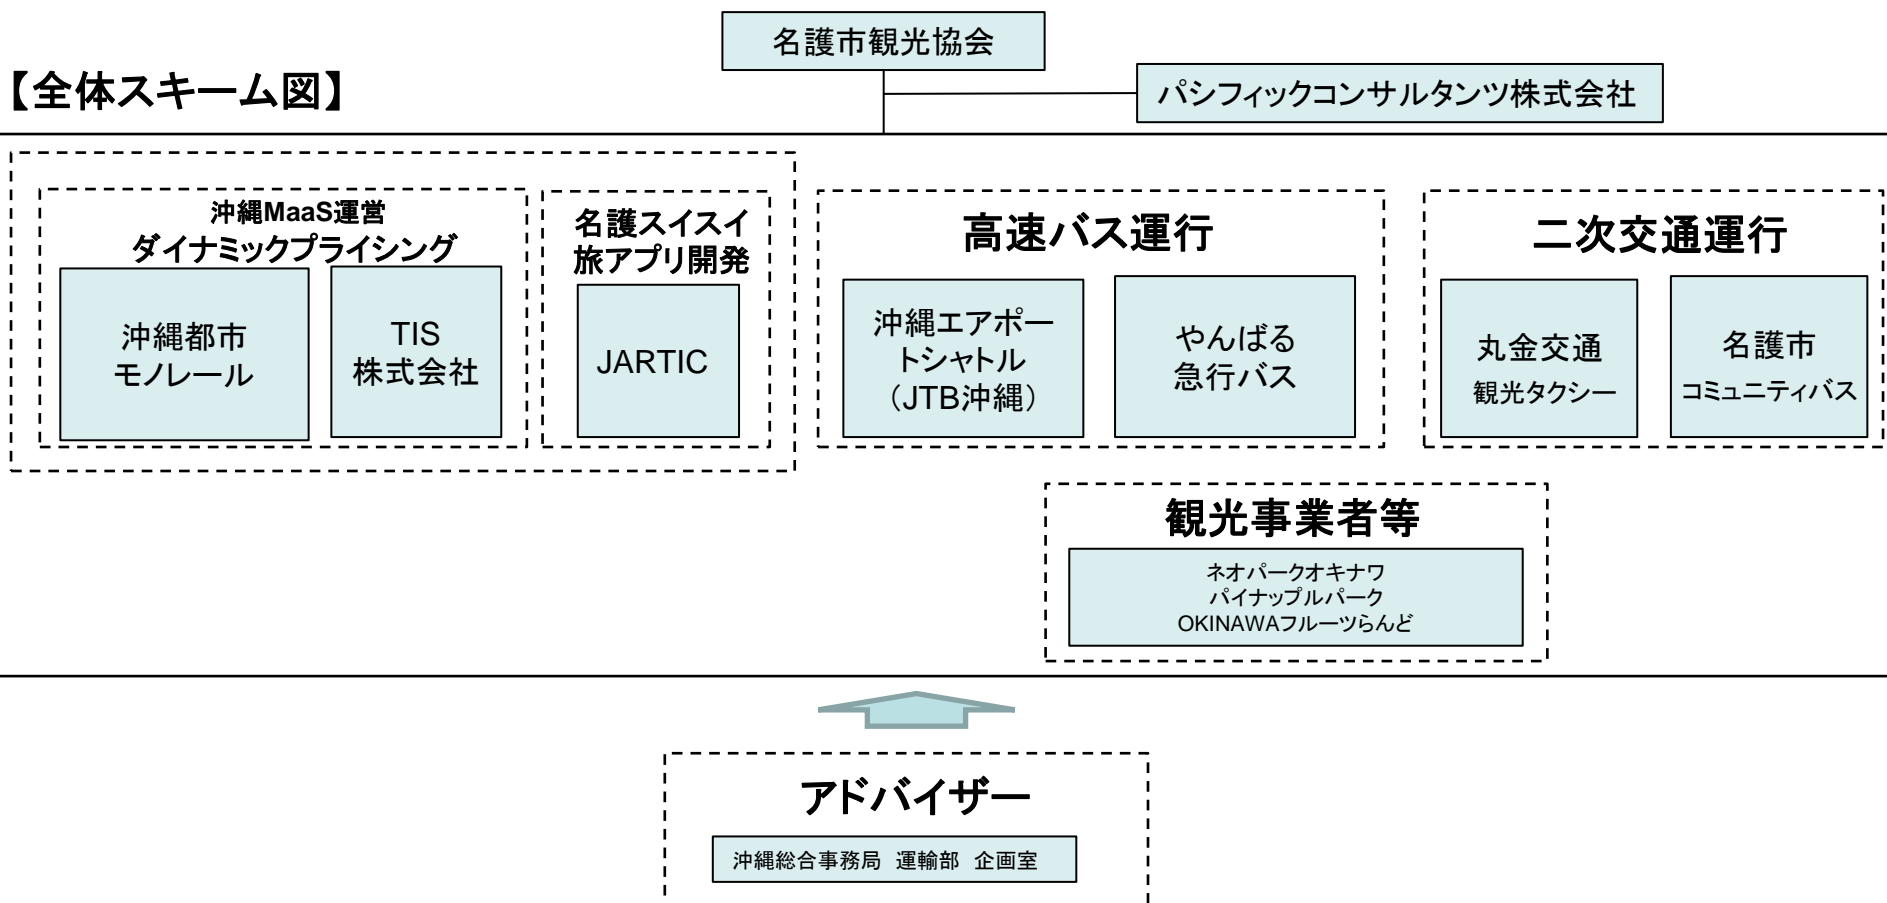 名護市観光協会
【全体スキーム図】
パシフィックコンサルタンツ株式会社
沖縄MaaS運営
ダイナミックプライシング
沖縄都市
モノレール
TIS
株式会社
名護スイスイ
旅アプリ開発
JARTIC
高速バス運行
沖縄エアポー
トシャトル
（JTB沖縄）
やんばる
急行バス
二次交通運行
丸金交通
観光タクシー
名護市
コミュニティバス
観光事業者等
ネオパークオキナワ
パイナップルパーク
OKINAWAフルーツらんど
アドバイザー
沖縄総合事務局 運輸部 企画室